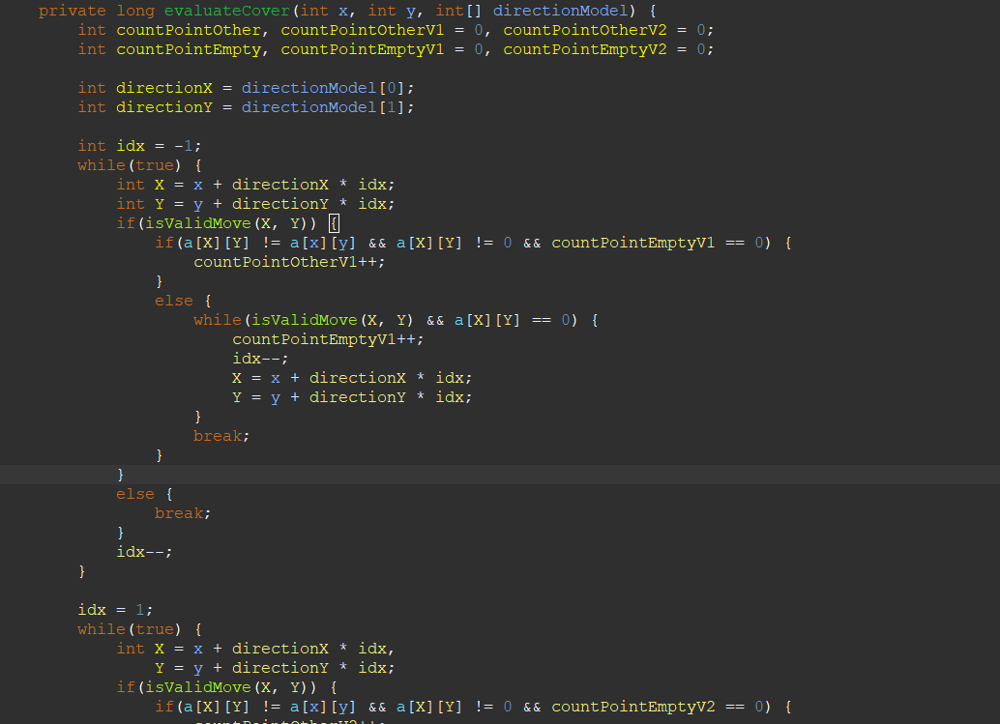 private long evaluateCover(int x, int y, int[] directionModel) {
int countPointOther, countPointOtherV1 = 0, countPointOtherV2 = 0;
int countPointEmpty, countPointEmptyV1 = 0, countPointEmptyV2 = 0;
int directionX = directionModel[0];
int directionY = directionModel[1];
int idx = -1;
while(true) {
int X = x + directionX * idx;
int Y = y + directionY * idx;
if(isValidMove(X, Y)) {
if(a[X][Y] != a[x][y] && a[X][Y] != 0 && countPointEmptyV1 == 0) {
countPointOtherV1++;
}
else {
while(isValidMove(X, Y) && a[X][Y] == 0) {
countPointEmptyV1++;
idx--;
X = x + directionX * idx;
Y = y + directionY * idx;
}
break;
}
}
else {
break;
}
idx--;
}
idx = 1;
while(true) {
int X = x + directionX * idx,
Y = y + directionY * idx;
if(isValidMove(X, Y)) {
if(a[X][Y] != a[x][y] && a[X][Y] != 0 && countPointEmptyV2 == 0) {
countPointOtherV2++;